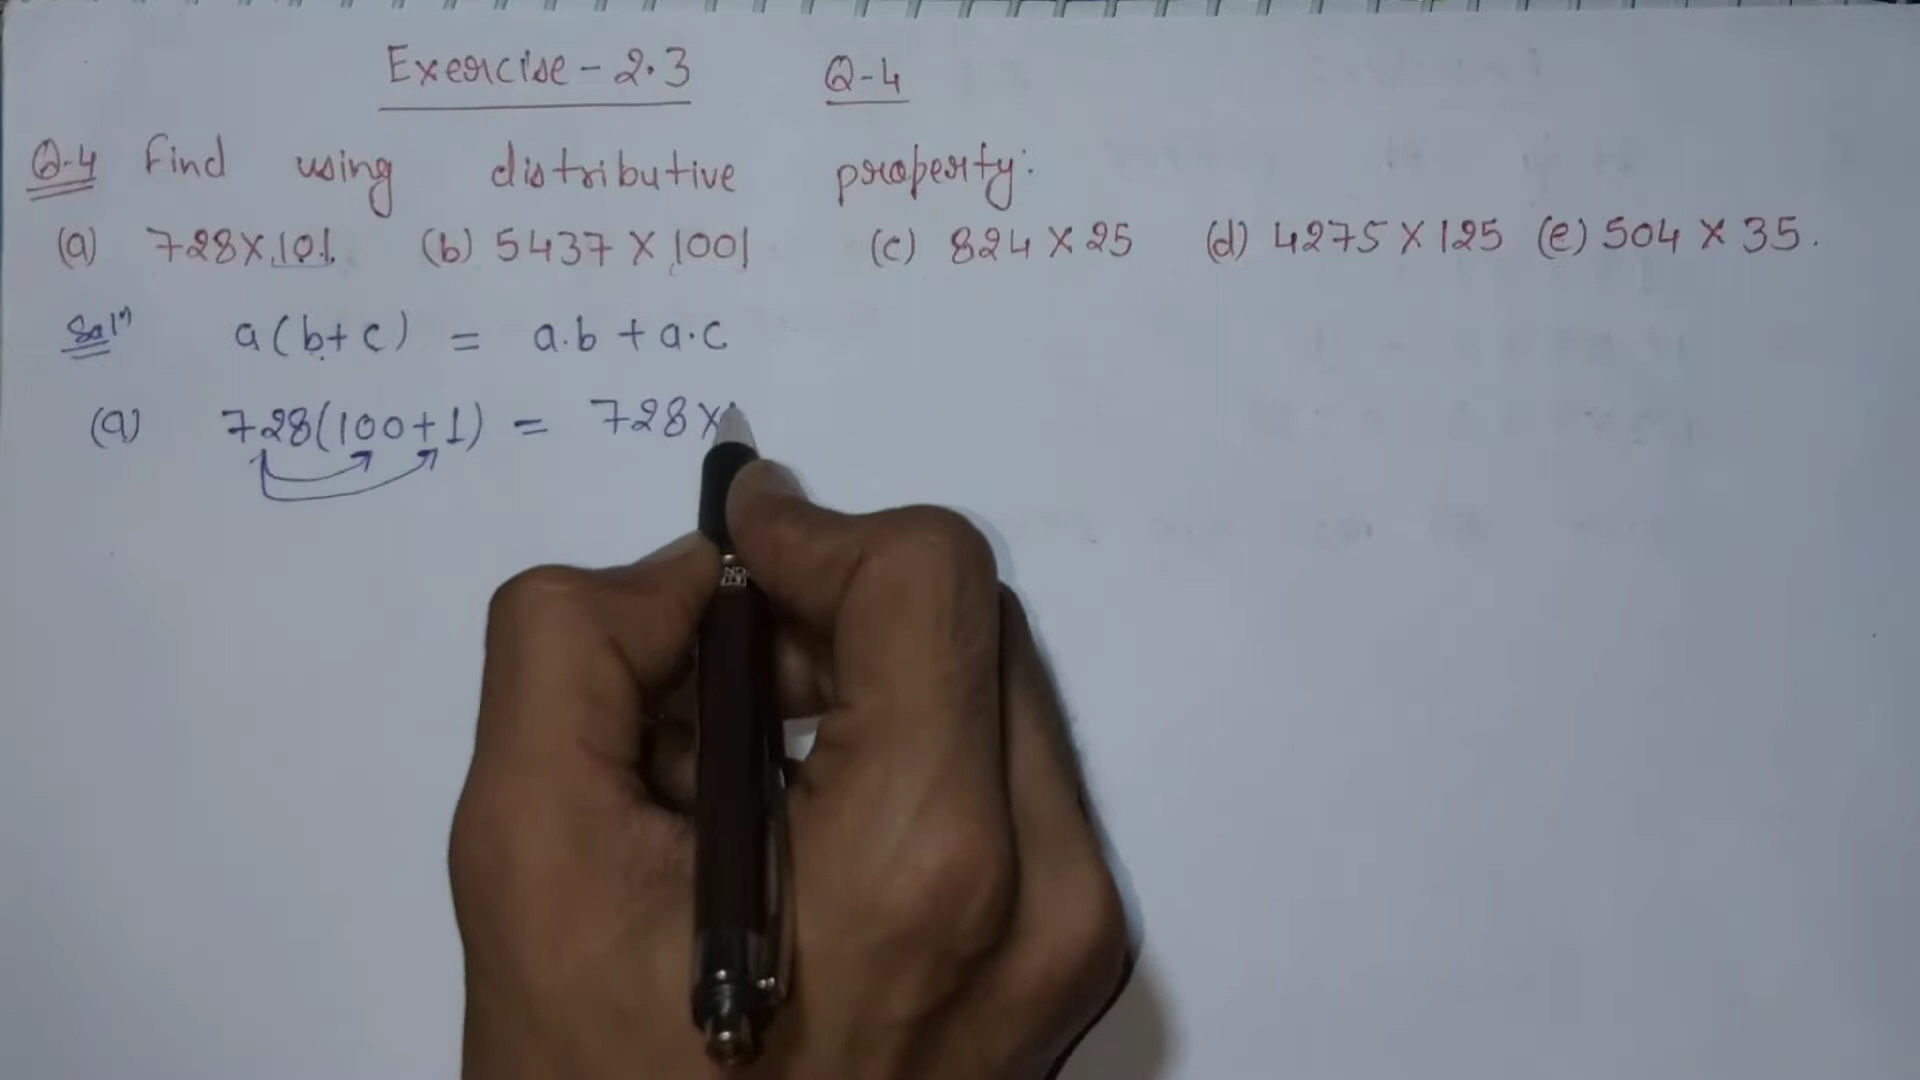 Exercise - 2.3 Q-4
Q-4 Find using distributive property:
(a) 728×101. (b) 5437 × 1001 (c) 824 × 25 (d) 4275 × 125 (e) 504 × 35.
Solⁿ a(b+c) = a.b + a.c
(a) 728(100+1) = 728×